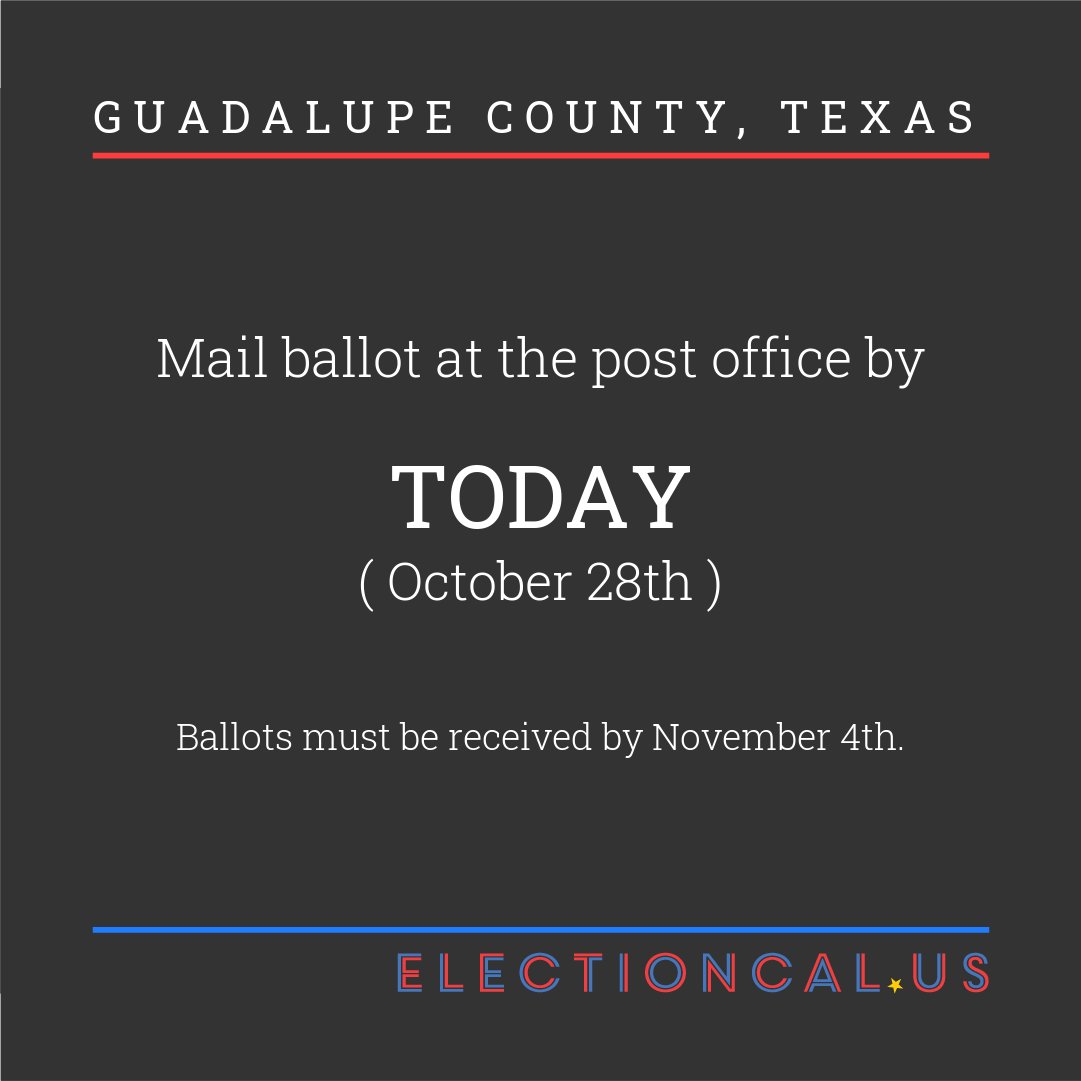 GUADALUPE COUNTY, TEXAS
Mail ballot at the post office by
TODAY
( October 28th )
Ballots must be received by November 4th.
ELECTIONCAL.US